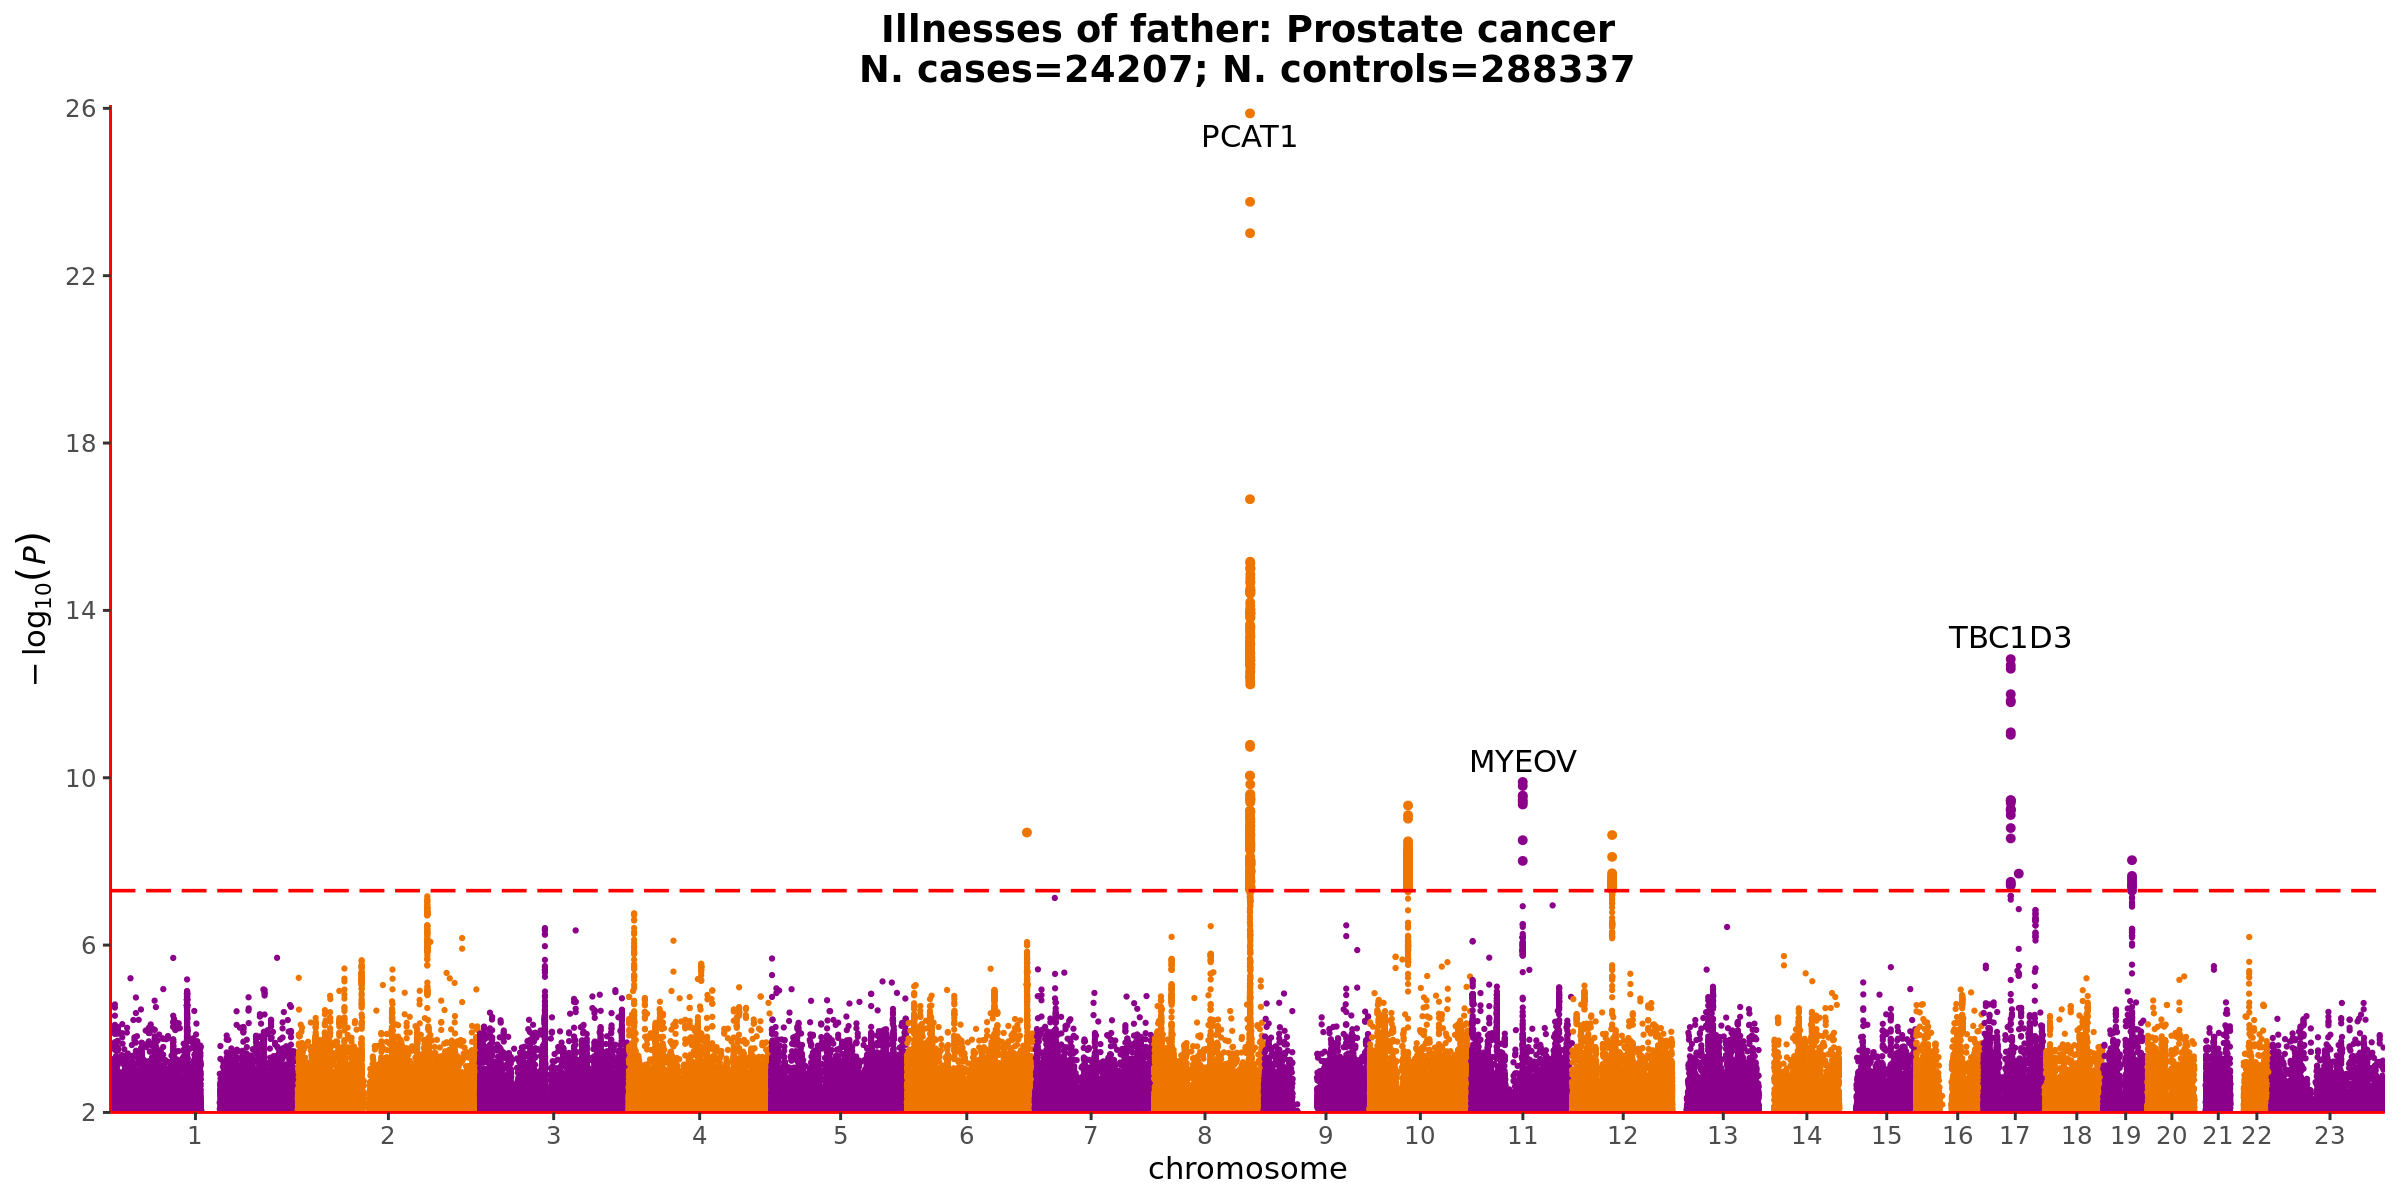 Illnesses of father: Prostate cancer
N. cases=24207; N. controls=288337
26
PCAT1
22
18
14
TBC1D3
10
MYEOV
6
2
−log10(P)
1 2 3 4 5 6 7 8 9 10 11 12 13 14 15 16 17 18 19 20 21 22 23
chromosome